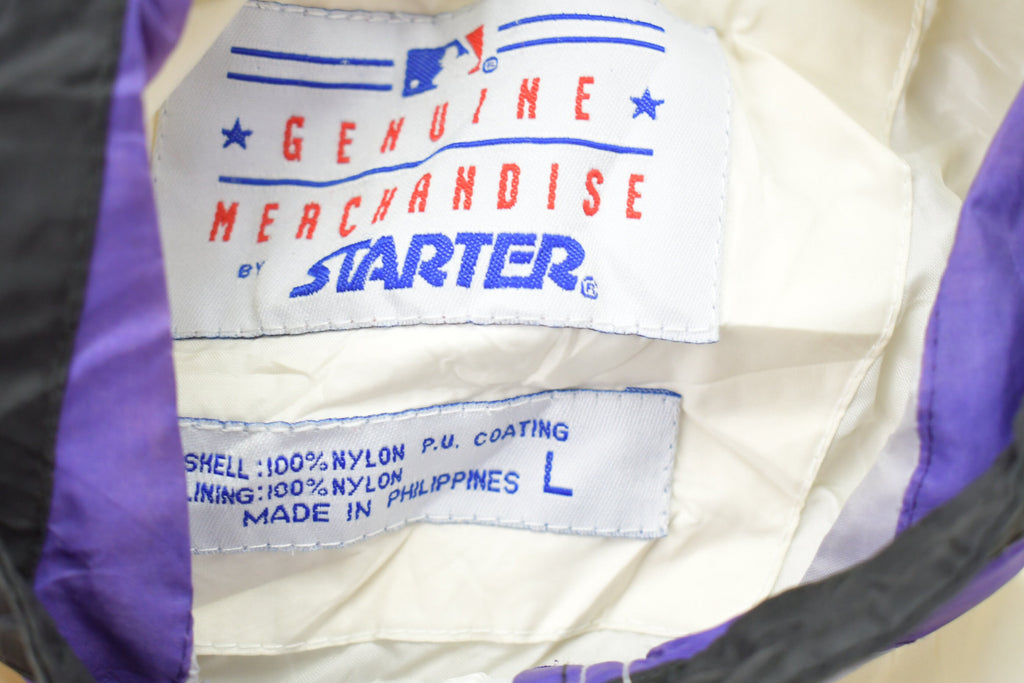 GENUINE
MERCHANDISE
BY STARTER®
SHELL:100%NYLON P.U. COATING
LINING:100%NYLON
MADE IN PHILIPPINES L